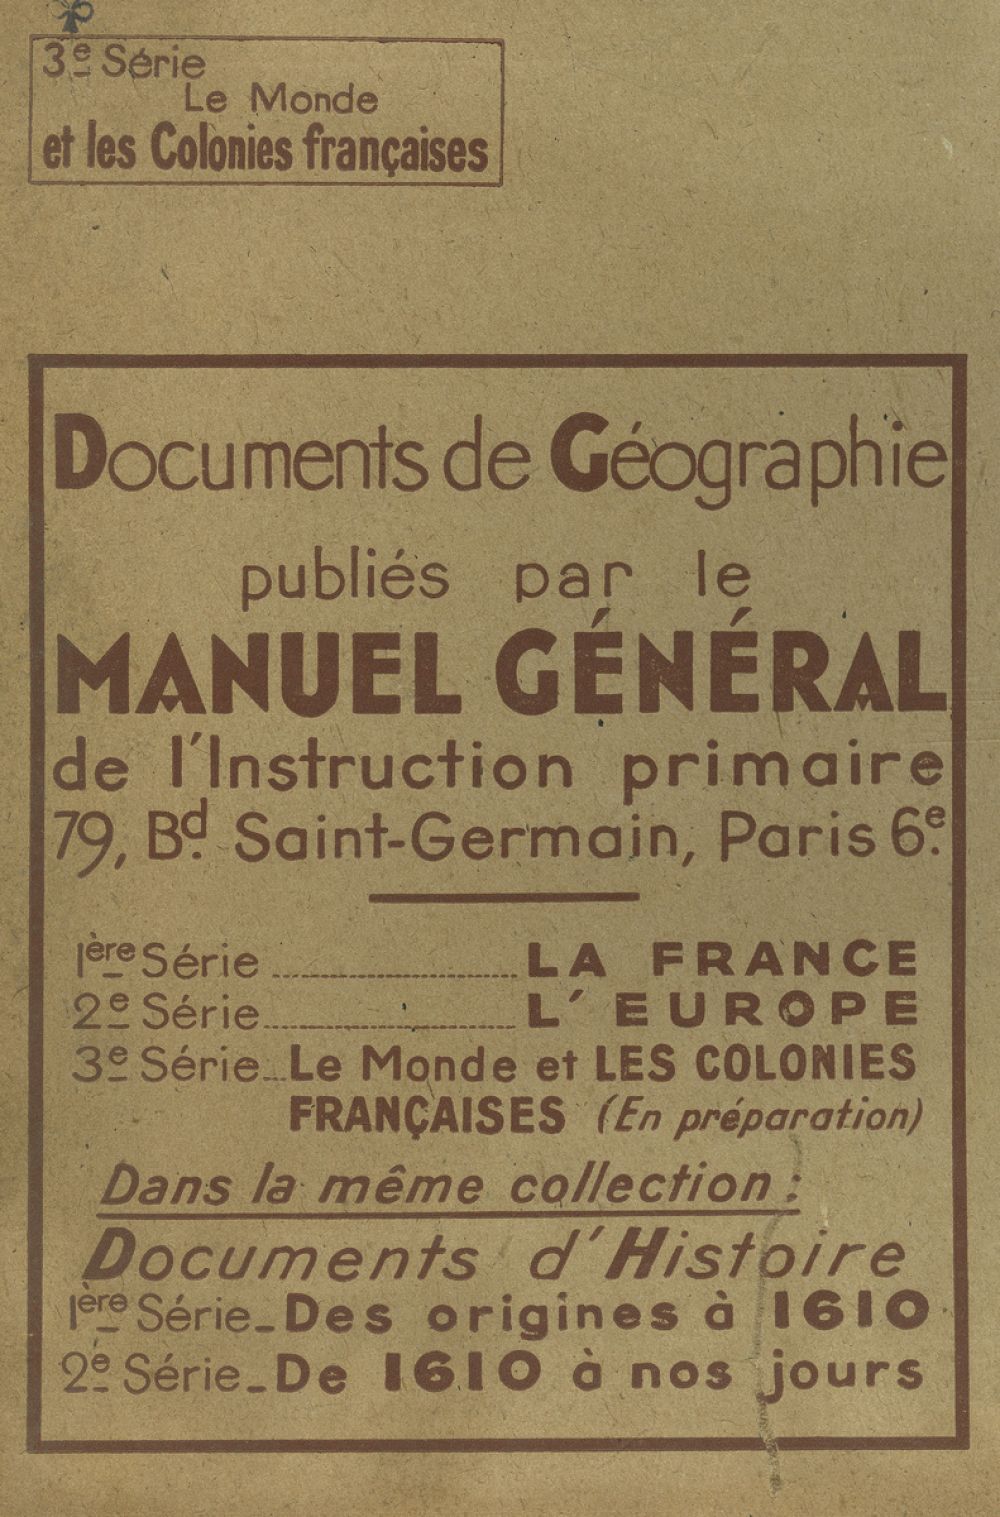 3e Série
Le Monde
et les Colonies françaises
Documents de Géographie
publiés par le
MANUEL GÉNÉRAL
de l'Instruction primaire
79, Bd. Saint-Germain, Paris 6e.
1ère Série ........................ LA FRANCE
2e Série ........................ L'EUROPE
3e Série... Le Monde et LES COLONIES
FRANÇAISES (En préparation)
Dans la même collection :
Documents d'Histoire
1ère Série_ Des origines à 1610
2e Série_ De 1610 à nos jours